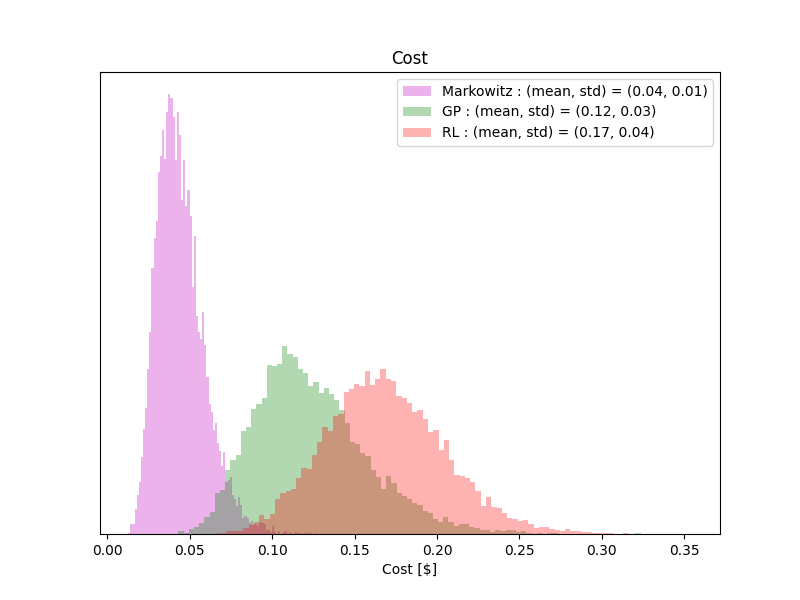 Cost
Markowitz : (mean, std) = (0.04, 0.01)
GP : (mean, std) = (0.12, 0.03)
RL : (mean, std) = (0.17, 0.04)
0.00 0.05 0.10 0.15 0.20 0.25 0.30 0.35
Cost [$]